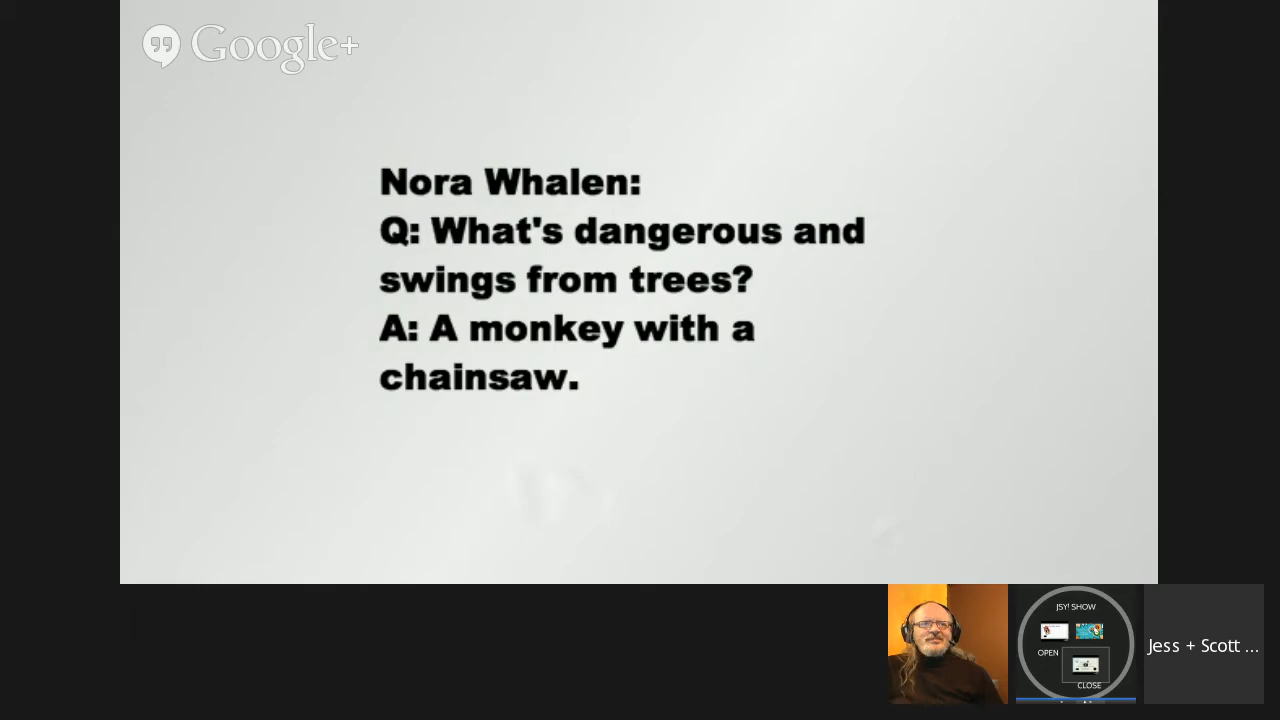 Google+
Nora Whalen:
Q: What's dangerous and
swings from trees?
A: A monkey with a
chainsaw.
JSY! SHOW
OPEN
CLOSE
Jess + Scott ...